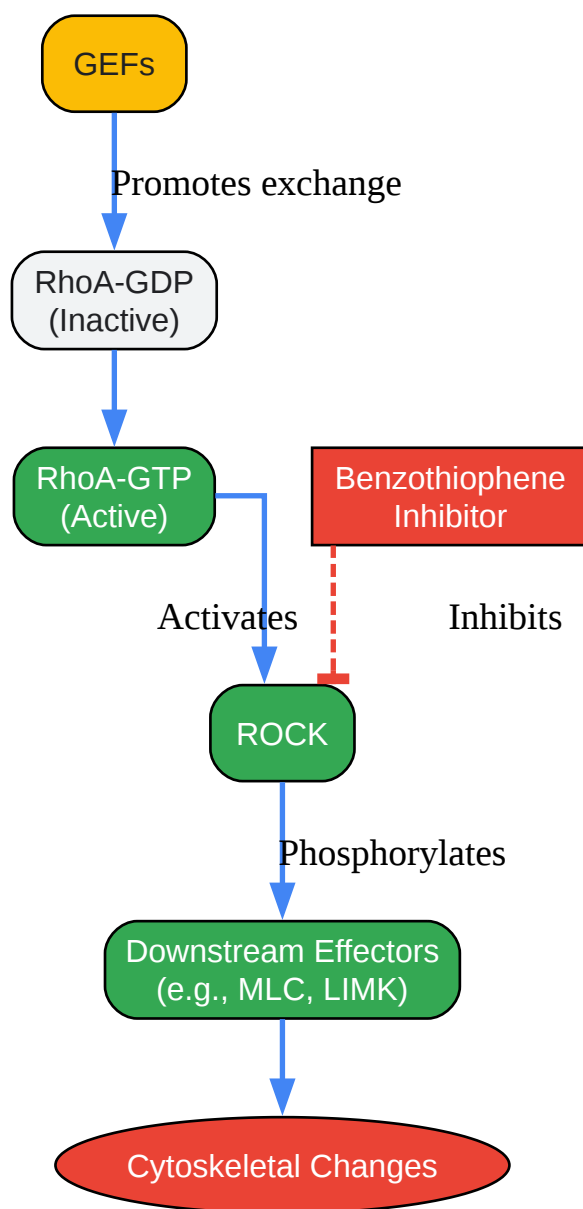 GEFs
Promotes exchange
RhoA-GDP
(Inactive)
RhoA-GTP
(Active)
Benzothiophene
Inhibitor
Activates
Inhibits
ROCK
Phosphorylates
Downstream Effectors
(e.g., MLC, LIMK)
Cytoskeletal Changes